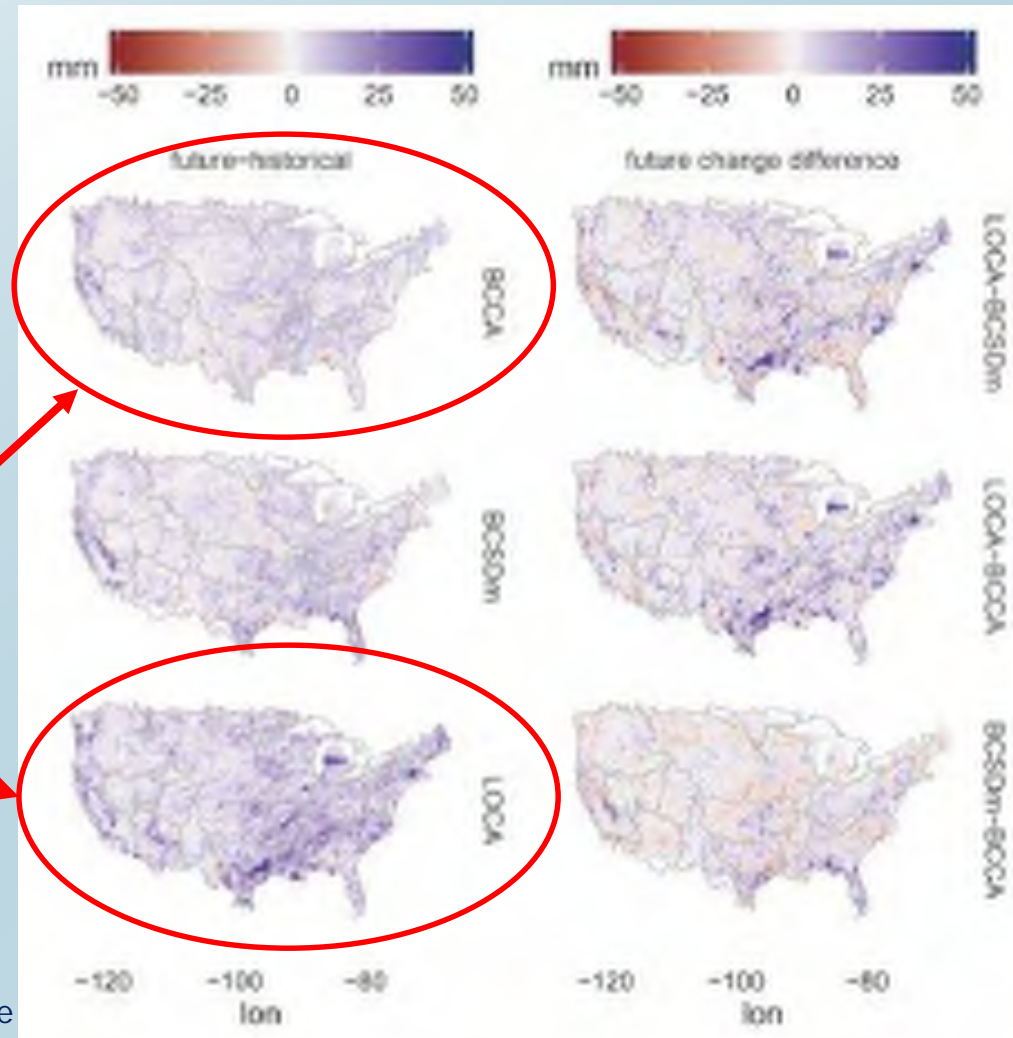 mm
-50 -25 0 25 50
mm
-50 -25 0 25 50
future-historical
future change difference
BCCA
LOCA-BCSDm
BCSDm
LOCA-BCCA
LOCA
BCSDm-BCCA
-120 -100 -80
lon
-120 -100 -80
lon
e